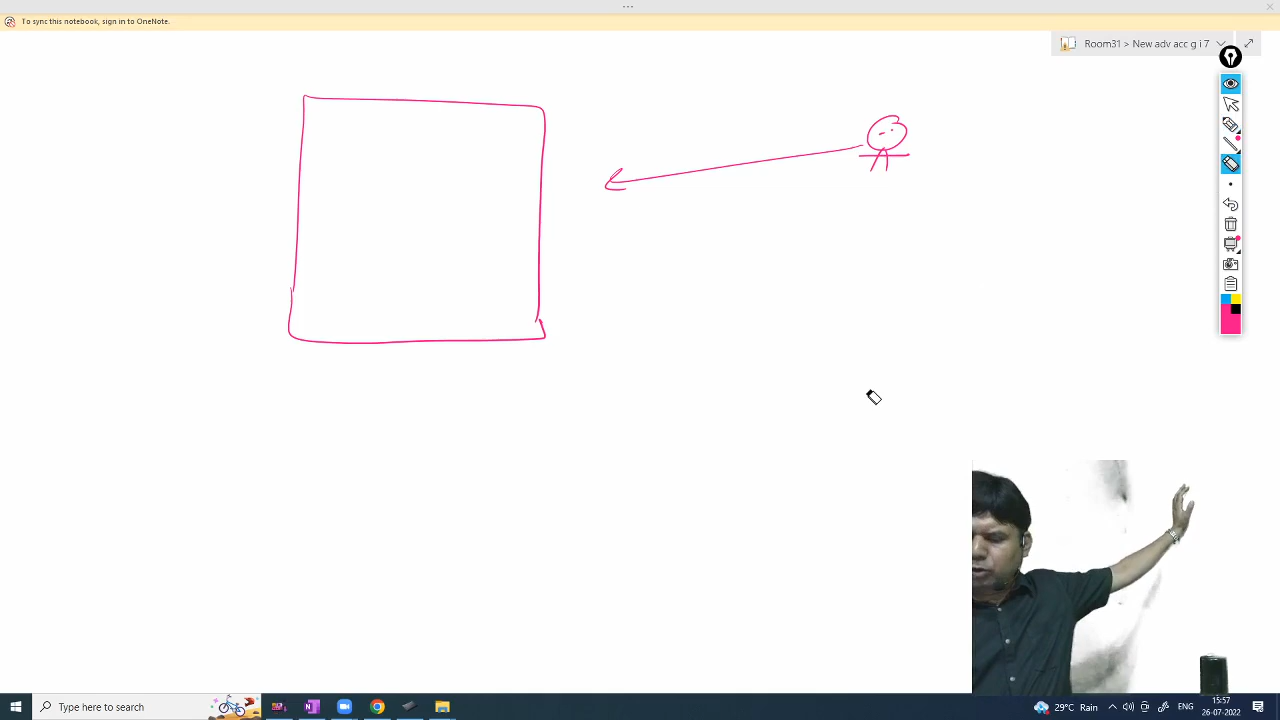 To sync this notebook, sign in to OneNote.
Room31 > New adv acc g i 7
Type here to search
29°C Rain
ENG
15:57
26-07-2022